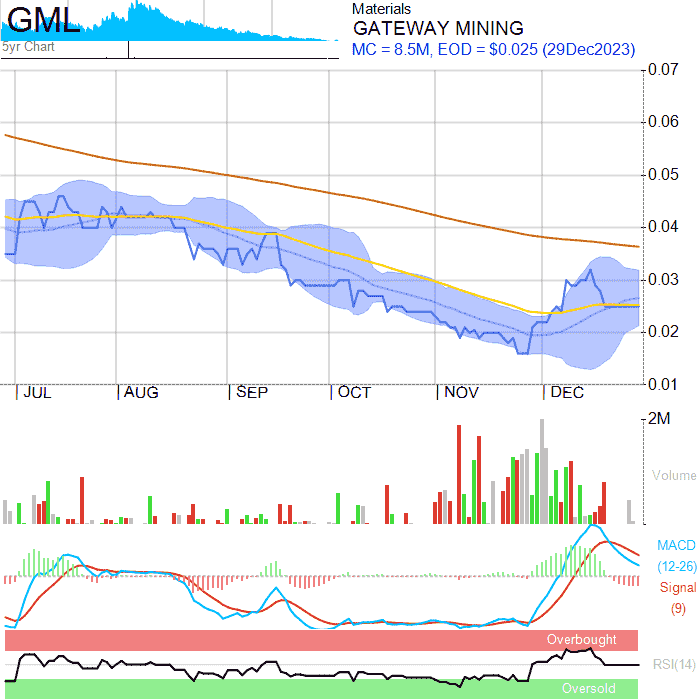 GML
5yr Chart
Materials
GATEWAY MINING
MC = 8.5M, EOD = $0.025 (29Dec2023)
0.07
0.06
0.05
0.04
0.03
0.02
0.01
JUL AUG SEP OCT NOV DEC
2M
Volume
MACD
(12-26)
Signal
(9)
Overbought
RSI(14)
Oversold